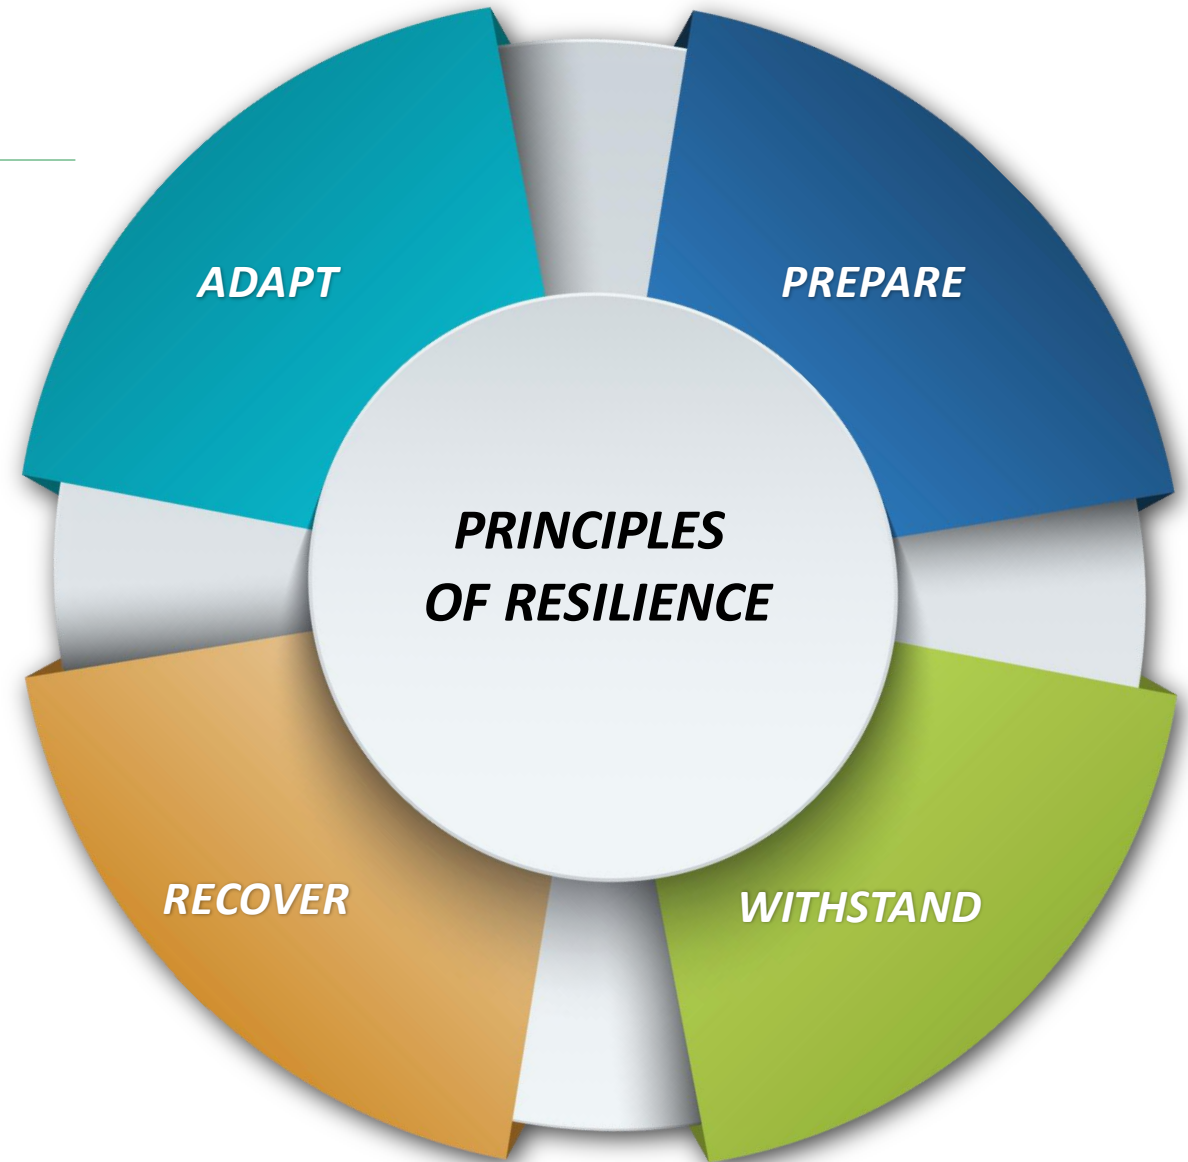 ADAPT
PREPARE
PRINCIPLES
OF RESILIENCE
RECOVER
WITHSTAND